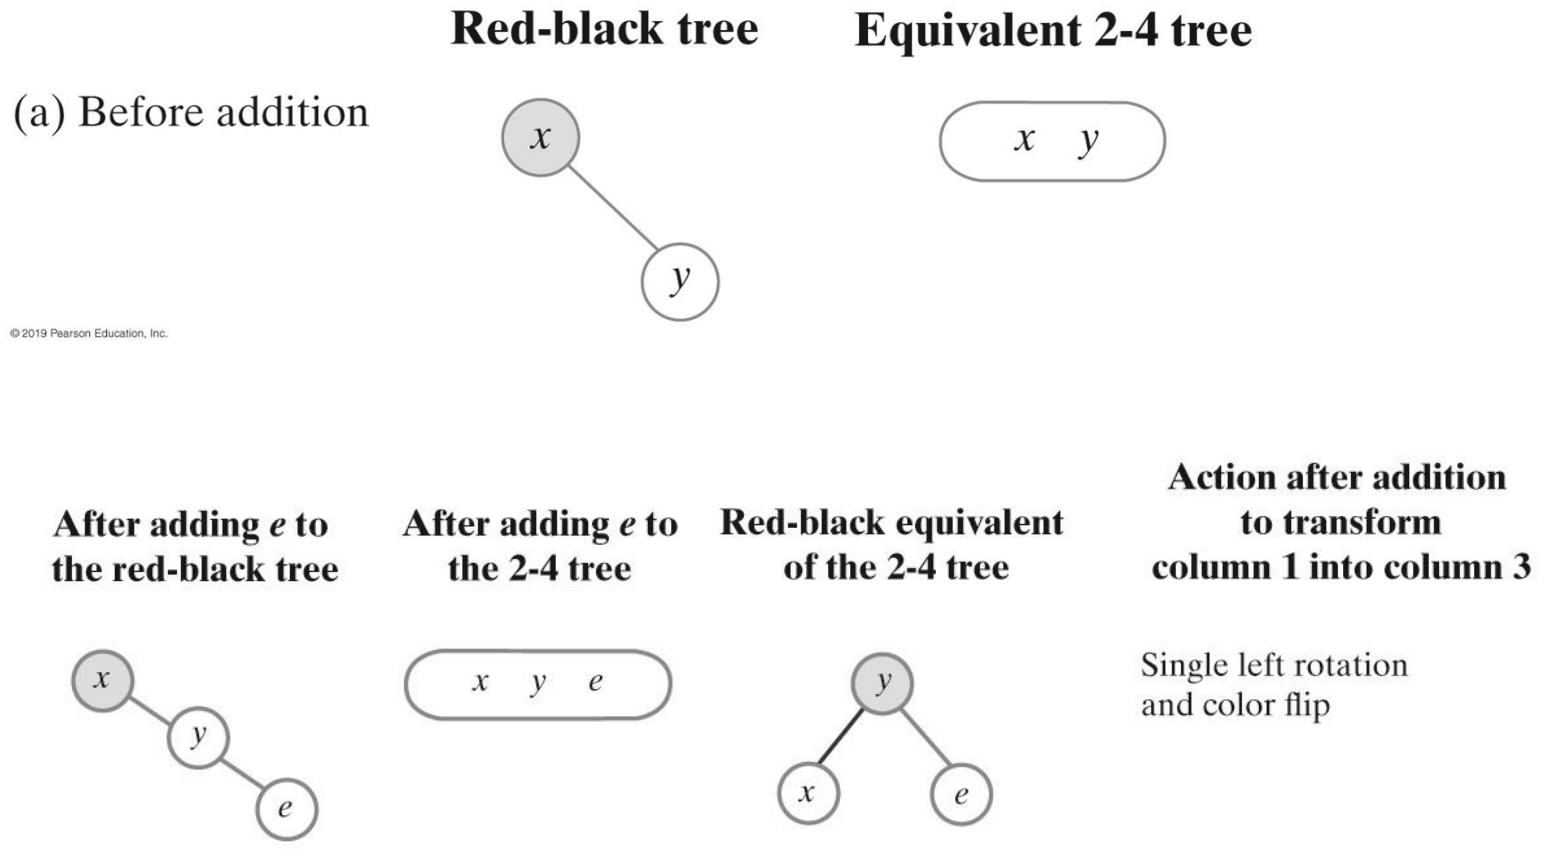 Red-black tree
Equivalent 2-4 tree
(a) Before addition
x
x y
y
© 2019 Pearson Education, Inc.
After adding e to
the red-black tree
After adding e to
the 2-4 tree
Red-black equivalent
of the 2-4 tree
Action after addition
to transform
column 1 into column 3
x
y
e
x y e
y
x
e
Single left rotation
and color flip